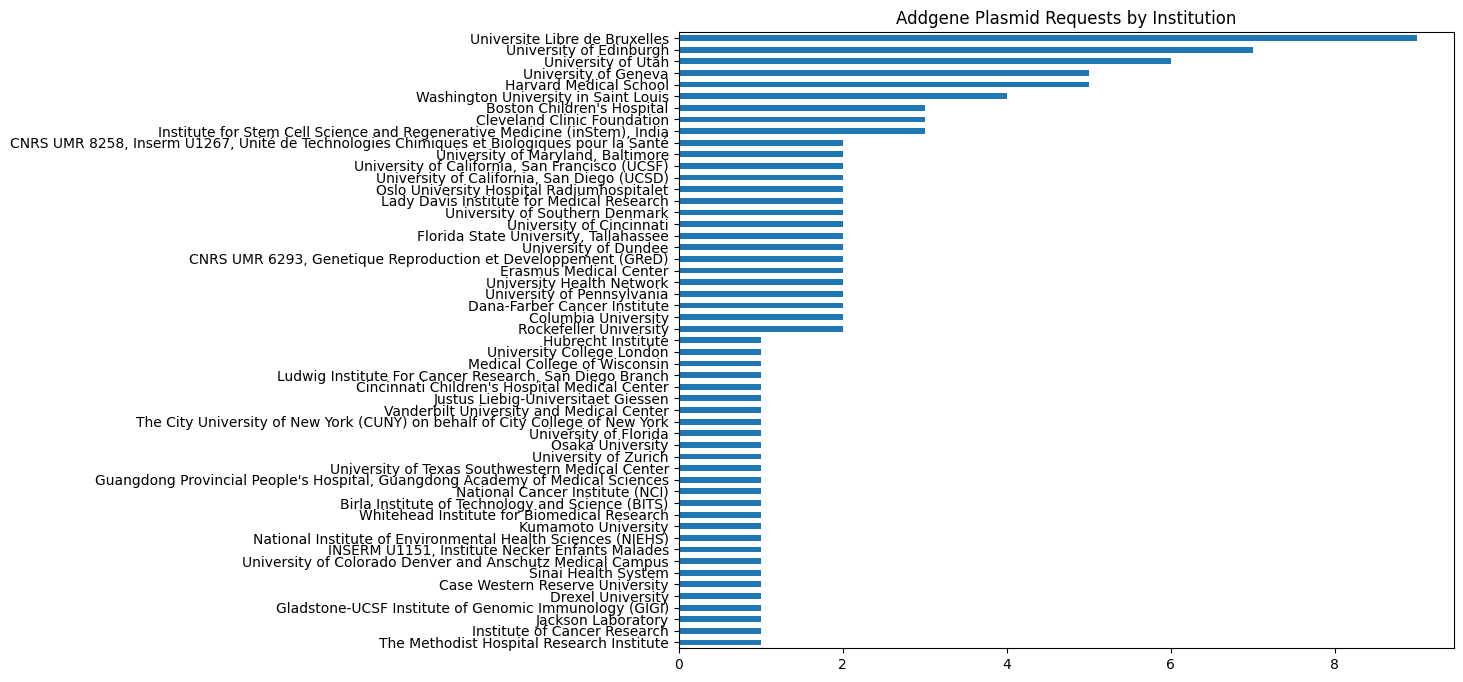 Addgene Plasmid Requests by Institution
Universite Libre de Bruxelles
University of Edinburgh
University of Utah
University of Geneva
Harvard Medical School
Washington University in Saint Louis
Boston Children's Hospital
Cleveland Clinic Foundation
Institute for Stem Cell Science and Regenerative Medicine (inStem), India
CNRS UMR 8258, Inserm U1267, Unité de Technologies Chimiques et Biologiques pour la Santé
University of Maryland, Baltimore
University of California, San Francisco (UCSF)
University of California, San Diego (UCSD)
Oslo University Hospital Radiumhospitalet
Lady Davis Institute for Medical Research
University of Southern Denmark
University of Cincinnati
Florida State University, Tallahassee
University of Dundee
CNRS UMR 6293, Genetique Reproduction et Developpement (GReD)
Erasmus Medical Center
University Health Network
University of Pennsylvania
Dana-Farber Cancer Institute
Columbia University
Rockefeller University
Hubrecht Institute
University College London
Medical College of Wisconsin
Ludwig Institute For Cancer Research, San Diego Branch
Cincinnati Children's Hospital Medical Center
Justus Liebig-Universitaet Giessen
Vanderbilt University and Medical Center
The City University of New York (CUNY) on behalf of City College of New York
University of Florida
Osaka University
University of Zurich
University of Texas Southwestern Medical Center
Guangdong Provincial People's Hospital, Guangdong Academy of Medical Sciences
National Cancer Institute (NCI)
Birla Institute of Technology and Science (BITS)
Whitehead Institute for Biomedical Research
Kumamoto University
National Institute of Environmental Health Sciences (NIEHS)
INSERM U1151, Institute Necker Enfants Malades
University of Colorado Denver and Anschutz Medical Campus
Sinai Health System
Case Western Reserve University
Drexel University
Gladstone-UCSF Institute of Genomic Immunology (GIGI)
Jackson Laboratory
Institute of Cancer Research
The Methodist Hospital Research Institute
0 2 4 6 8